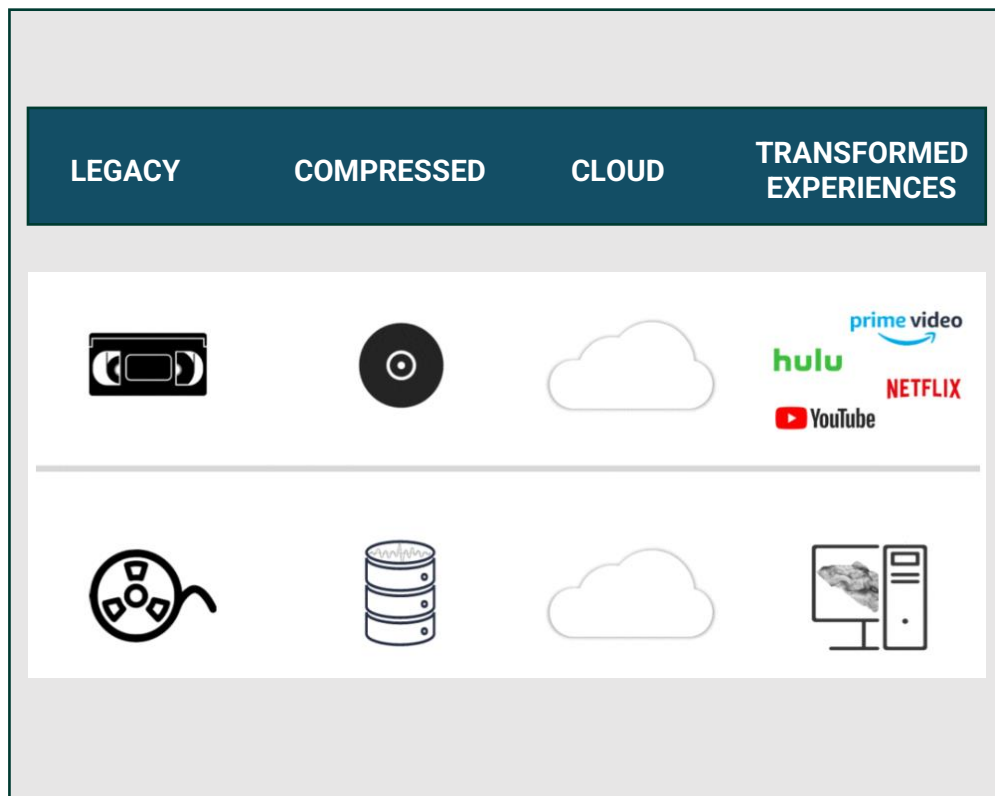 LEGACY
COMPRESSED
CLOUD
TRANSFORMED
EXPERIENCES
prime video
hulu
NETFLIX
YouTube